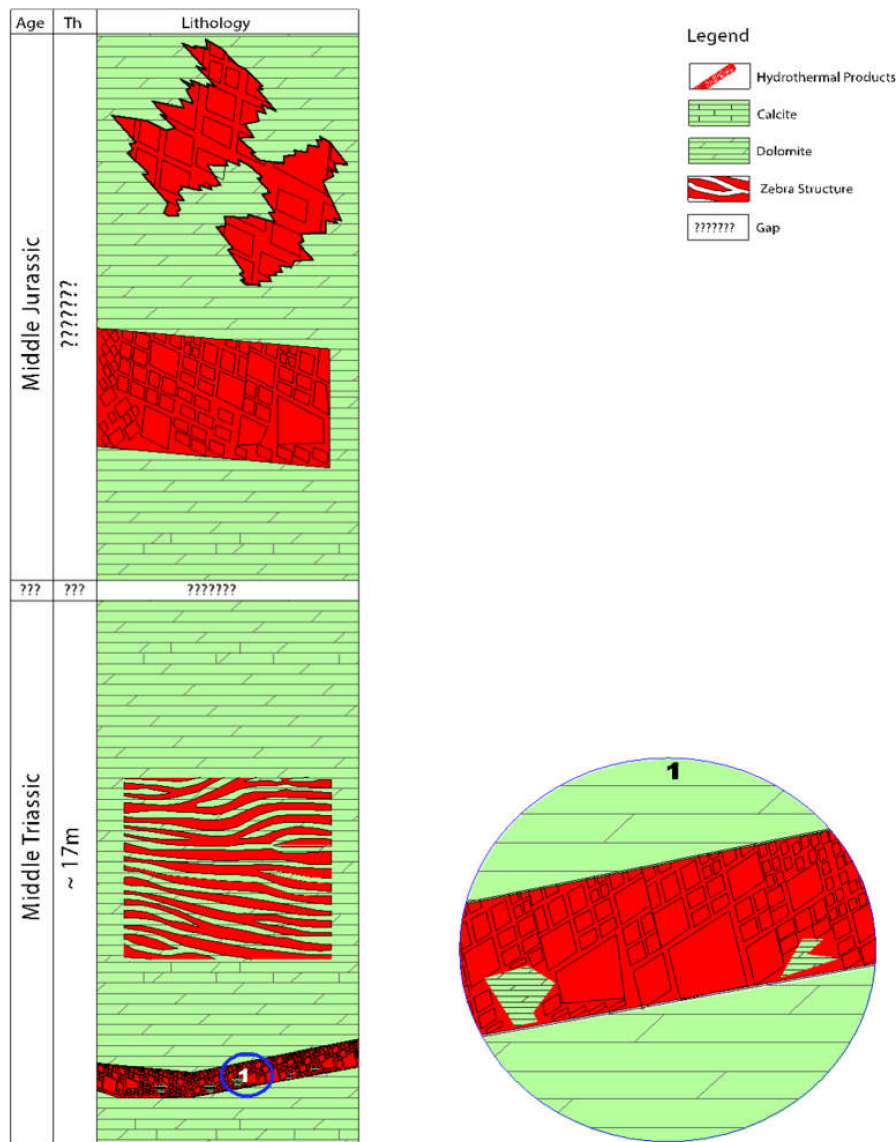 Age Th Lithology
Middle Jurassic
???????
??? ??? ???????
Middle Triassic
~ 17m
1
Legend
Hydrothermal Products
Calcite
Dolomite
Zebra Structure
??????? Gap
1